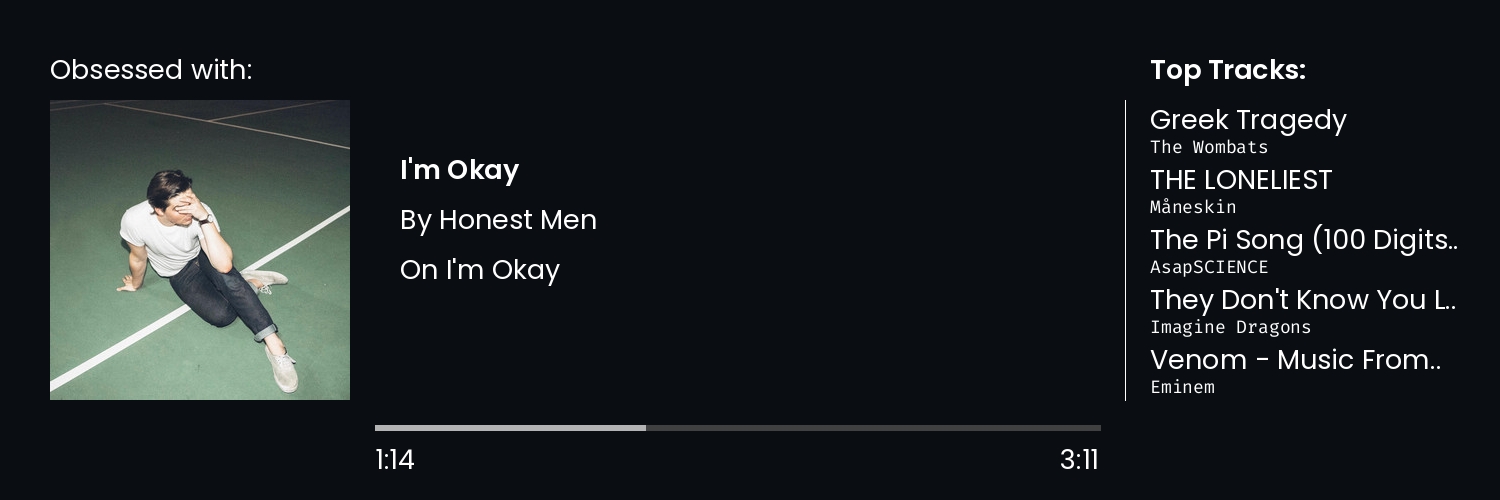 Obsessed with:
I'm Okay
By Honest Men
On I'm Okay
1:14
3:11
Top Tracks:
Greek Tragedy
The Wombats
THE LONELIEST
Måneskin
The Pi Song (100 Digits..
AsapSCIENCE
They Don't Know You L..
Imagine Dragons
Venom - Music From..
Eminem